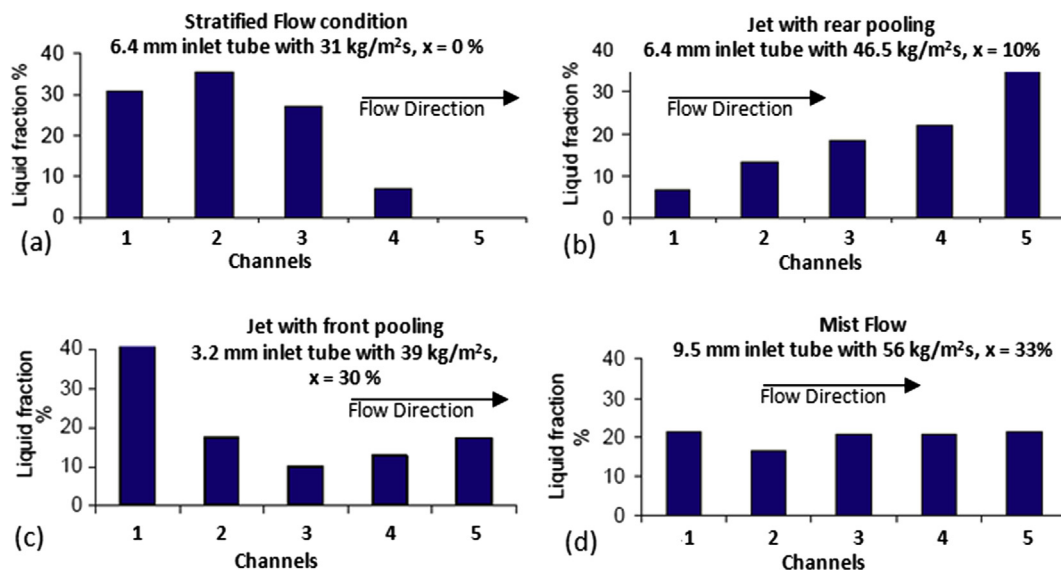 Stratified Flow condition
6.4 mm inlet tube with 31 kg/m²s, x = 0 %
Liquid fraction %
40
30
20
10
0
Flow Direction
1 2 3 4 5
Channels
(a)
Jet with rear pooling
6.4 mm inlet tube with 46.5 kg/m²s, x = 10%
Liquid fraction %
40
30
20
10
0
Flow Direction
1 2 3 4 5
Channels
(b)
Jet with front pooling
3.2 mm inlet tube with 39 kg/m²s,
x = 30 %
Liquid fraction
%
40
30
20
10
0
Flow Direction
1 2 3 4 5
Channels
(c)
Mist Flow
9.5 mm inlet tube with 56 kg/m²s, x = 33%
Liquid fraction
%
40
30
20
10
0
Flow Direction
1 2 3 4 5
Channels
(d)